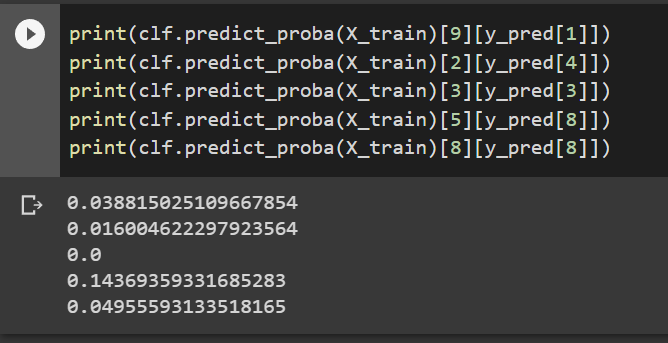 print(clf.predict_proba(X_train)[9][y_pred[1]])
print(clf.predict_proba(X_train)[2][y_pred[4]])
print(clf.predict_proba(X_train)[3][y_pred[3]])
print(clf.predict_proba(X_train)[5][y_pred[8]])
print(clf.predict_proba(X_train)[8][y_pred[8]])
0.038815025109667854
0.016004622297923564
0.0
0.14369359331685283
0.04955593133518165